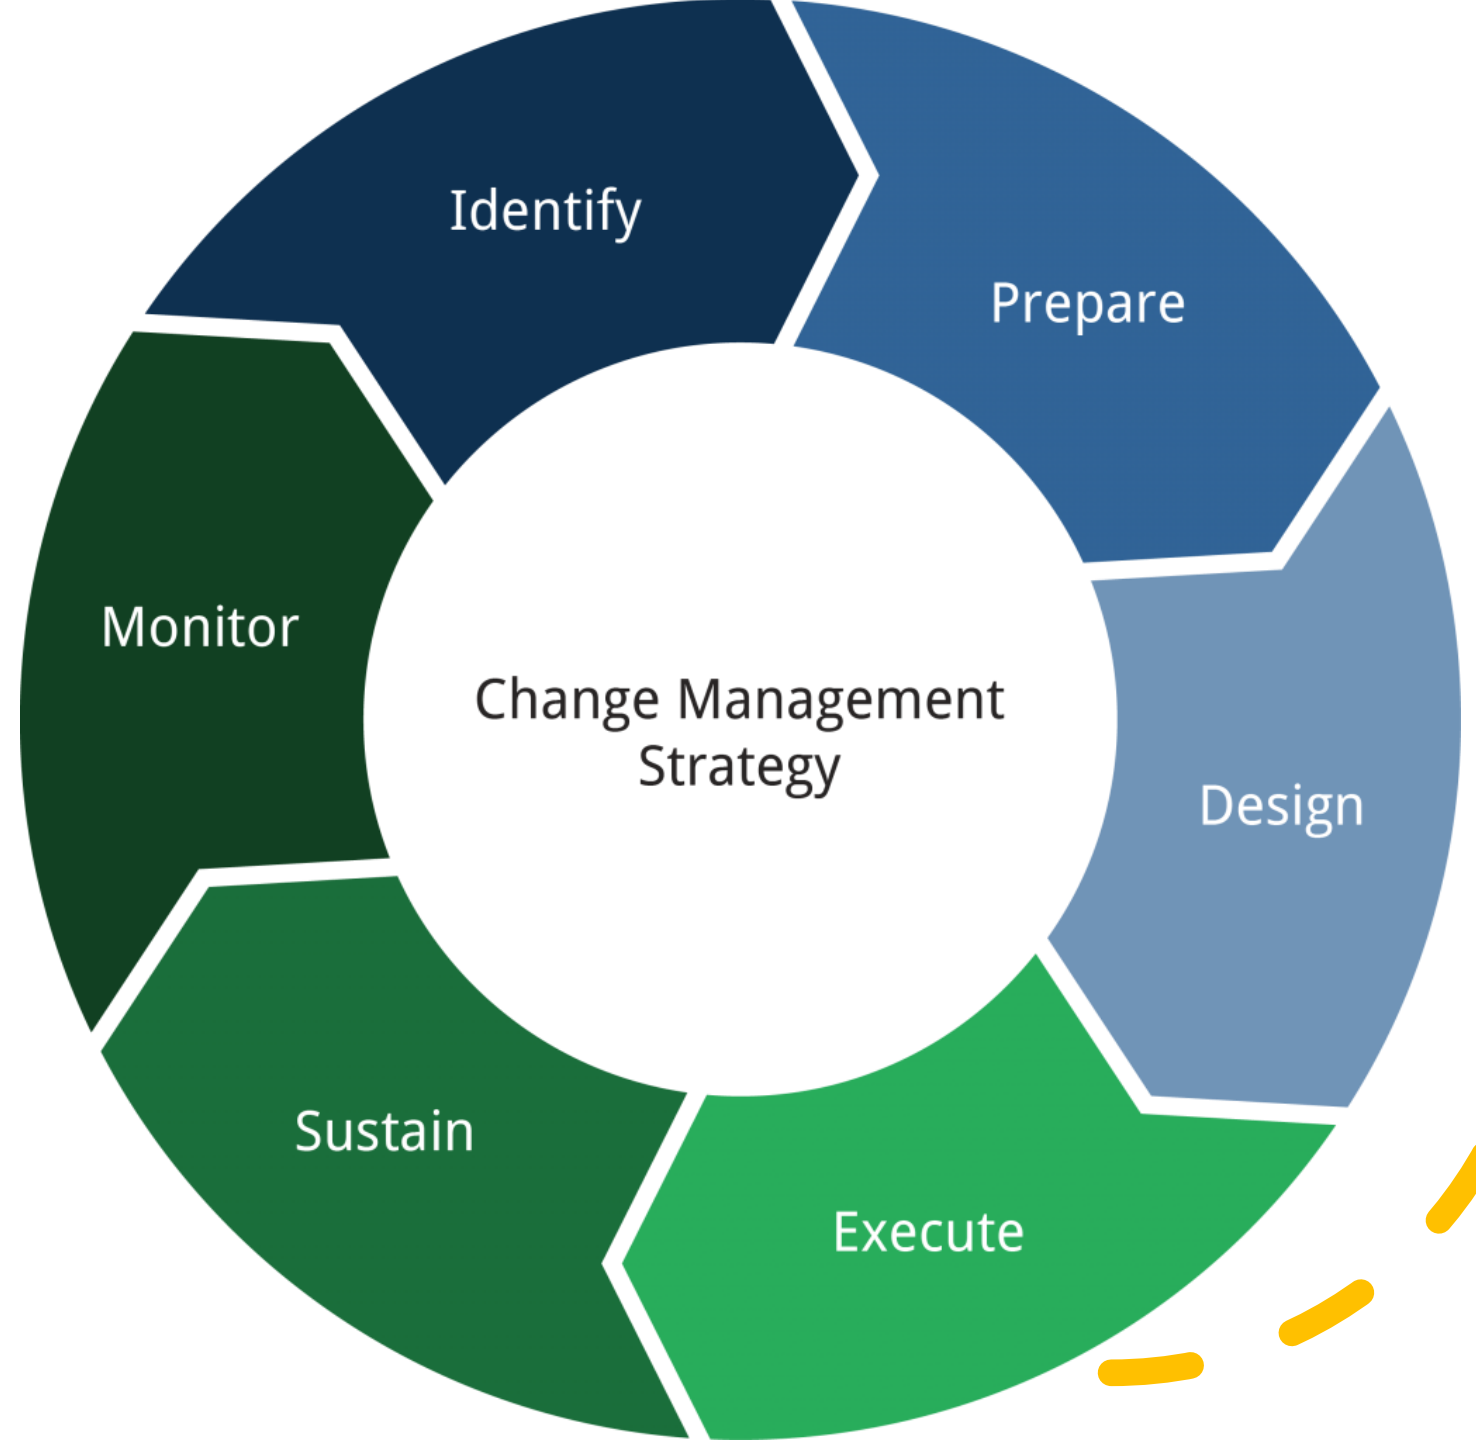 Identify
Prepare
Design
Execute
Sustain
Monitor
Change Management
Strategy